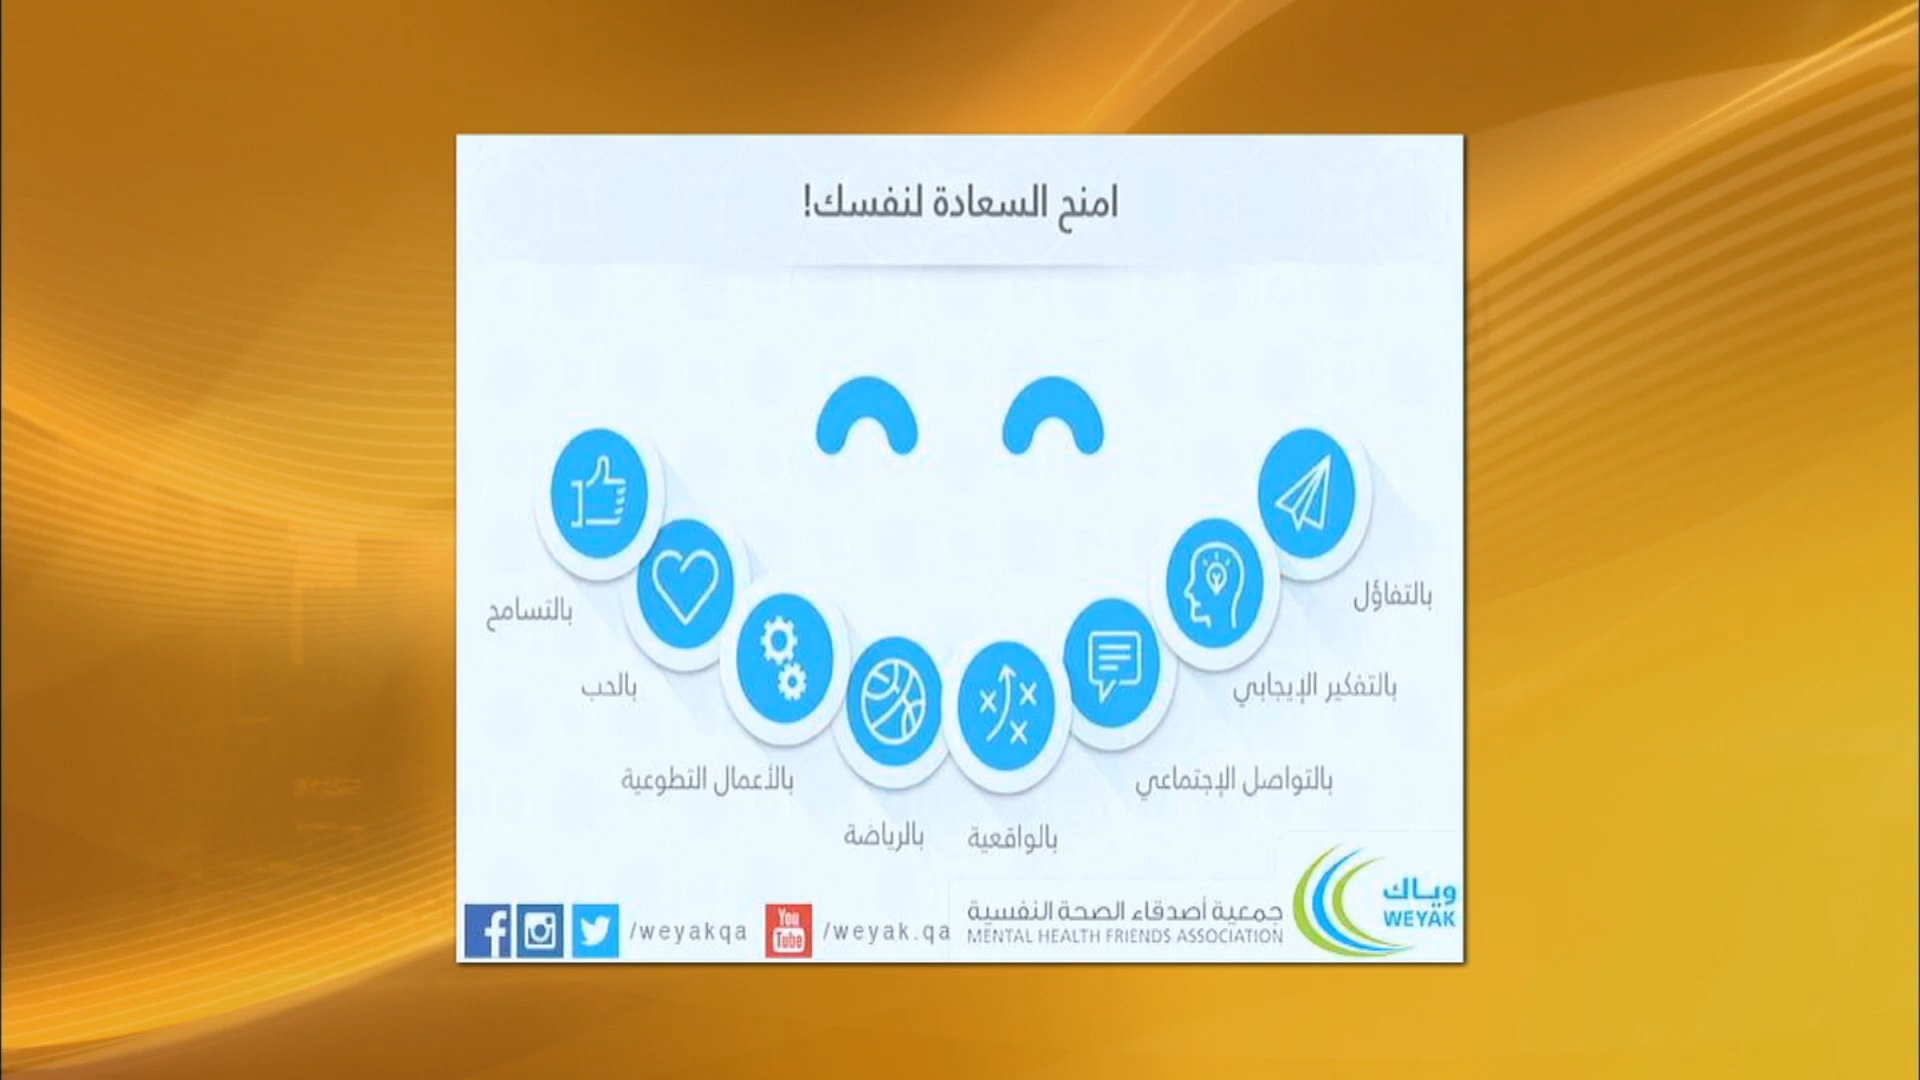 امنح السعادة لنفسك!
بالتفاؤل
بالتسامح
بالتفكير الإيجابي
بالحب
بالتواصل الإجتماعي
بالأعمال التطوعية
بالواقعية
بالرياضة
وياك
WEYAK
جمعية أصدقاء الصحة النفسية
MENTAL HEALTH FRIENDS ASSOCIATION
/weyakqa
You Tube
/weyak.qa